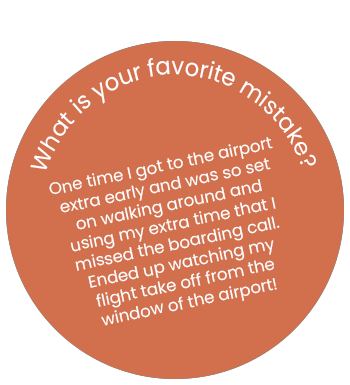 What is your favorite mistake?
One time I got to the airport
extra early and was so set
on walking around and
using my extra time that I
missed the boarding call.
Ended up watching my
flight take off from the
window of the airport!